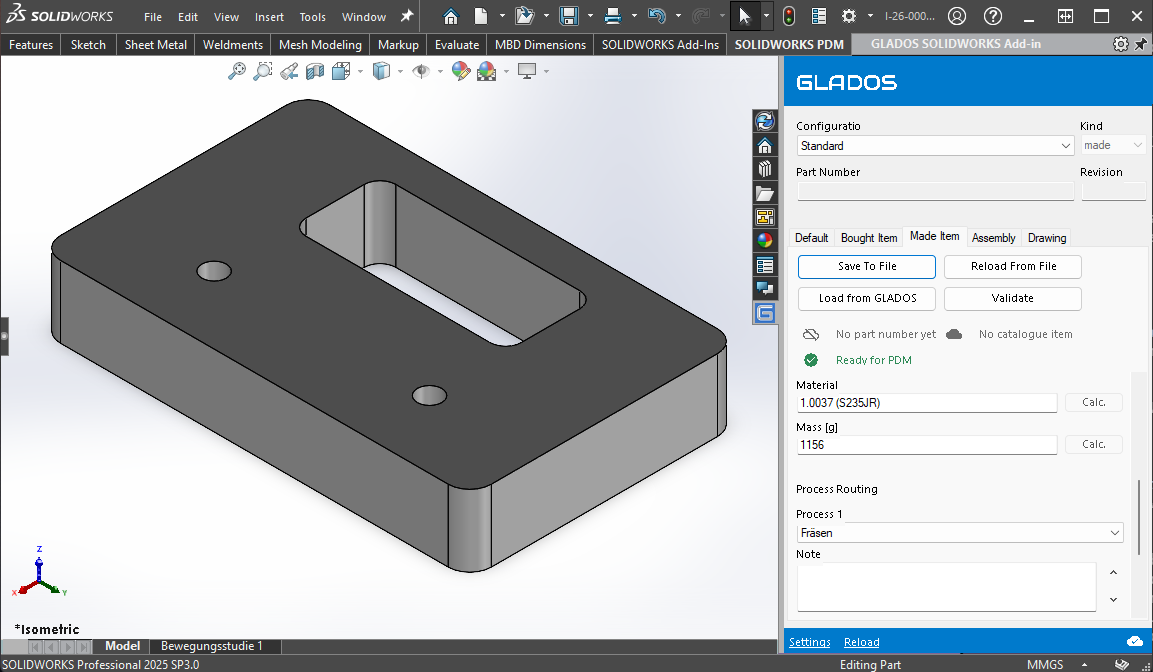 SOLIDWORKS File Edit View Insert Tools Window I-26-000...
Features Sketch Sheet Metal Weldments Mesh Modeling Markup Evaluate MBD Dimensions SOLIDWORKS Add-Ins SOLIDWORKS PDM GLADOS SOLIDWORKS Add-in
GLADOS
Configuratio Kind
Standard made
Part Number Revision
Default Bought Item Made Item Assembly Drawing
Save To File Reload From File
Load from GLADOS Validate
No part number yet No catalogue item
Ready for PDM
Material
1.0037 (S235JR) Calc.
Mass [g]
1156 Calc.
Process Routing
Process 1
Fräsen
Note
Z
X Y
*Isometric
Settings Reload
Model Bewegungsstudie 1
SOLIDWORKS Professional 2025 SP3.0 Editing Part MMGS